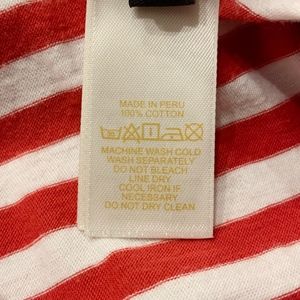 MADE IN PERU
100% COTTON
MACHINE WASH COLD
WASH SEPARATELY
DO NOT BLEACH
LINE DRY
COOL IRON IF
NECESSARY
DO NOT DRY CLEAN